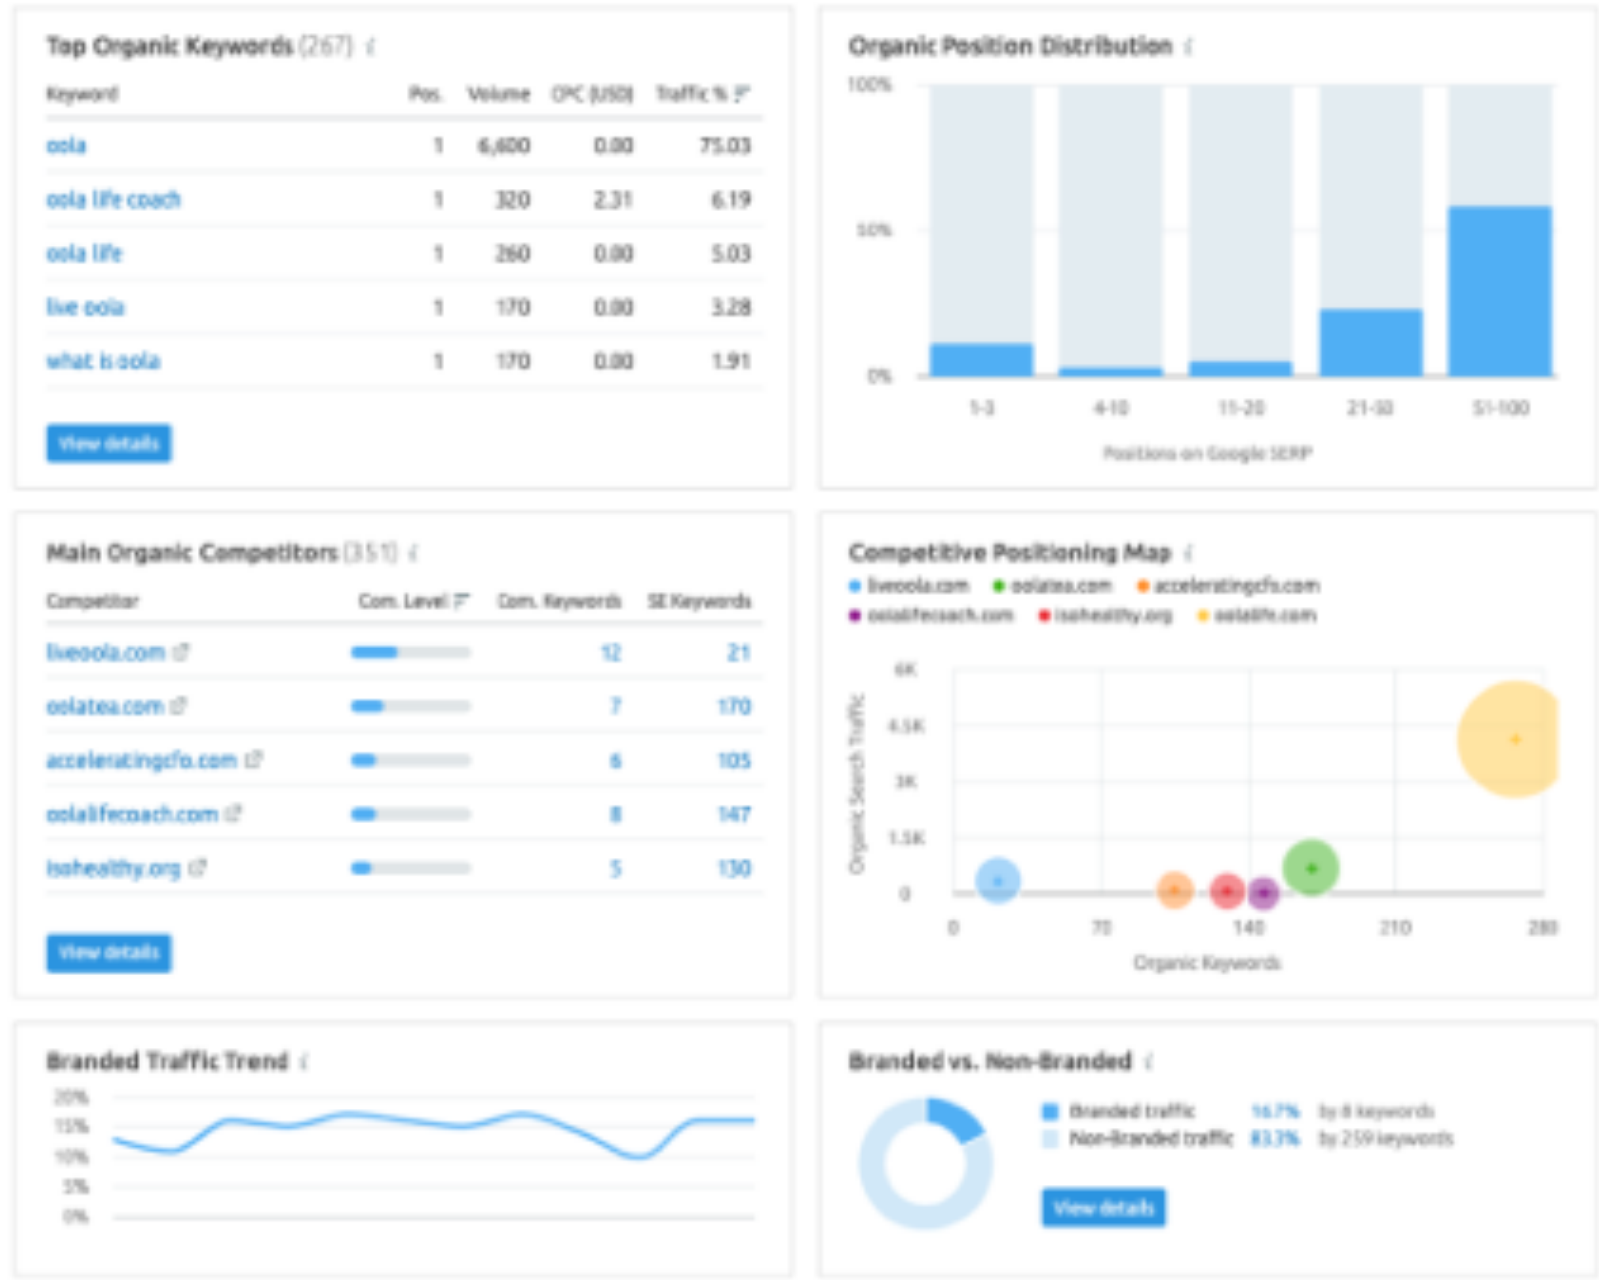 Top Organic Keywords (267) i
Keyword Pos. Volume CPC (USD) Traffic %
oola 1 6,600 0.00 75.03
oola life coach 1 320 2.31 6.19
oola life 1 260 0.00 5.03
live oola 1 170 0.00 3.28
what is oola 1 170 0.00 1.91
View details
Organic Position Distribution i
100%
50%
0%
1-3 4-10 11-20 21-50 51-100
Positions on Google SERP
Main Organic Competitors (351) i
Competitor Com. Level Com. Keywords SE Keywords
liveoola.com 12 21
oolatea.com 7 170
acceleratingcfo.com 6 105
oolalifecoach.com 8 147
isohealthy.org 5 130
View details
Competitive Positioning Map i
liveoola.com oolatea.com acceleratingcfo.com
oolalifecoach.com isohealthy.org oolalife.com
Organic Search Traffic
6K
4.5K
3K
1.5K
0
0 70 140 210 280
Organic Keywords
Branded Traffic Trend i
20%
15%
10%
5%
0%
Branded vs. Non-Branded i
Branded traffic 16.7% by 8 keywords
Non-Branded traffic 83.3% by 259 keywords
View details